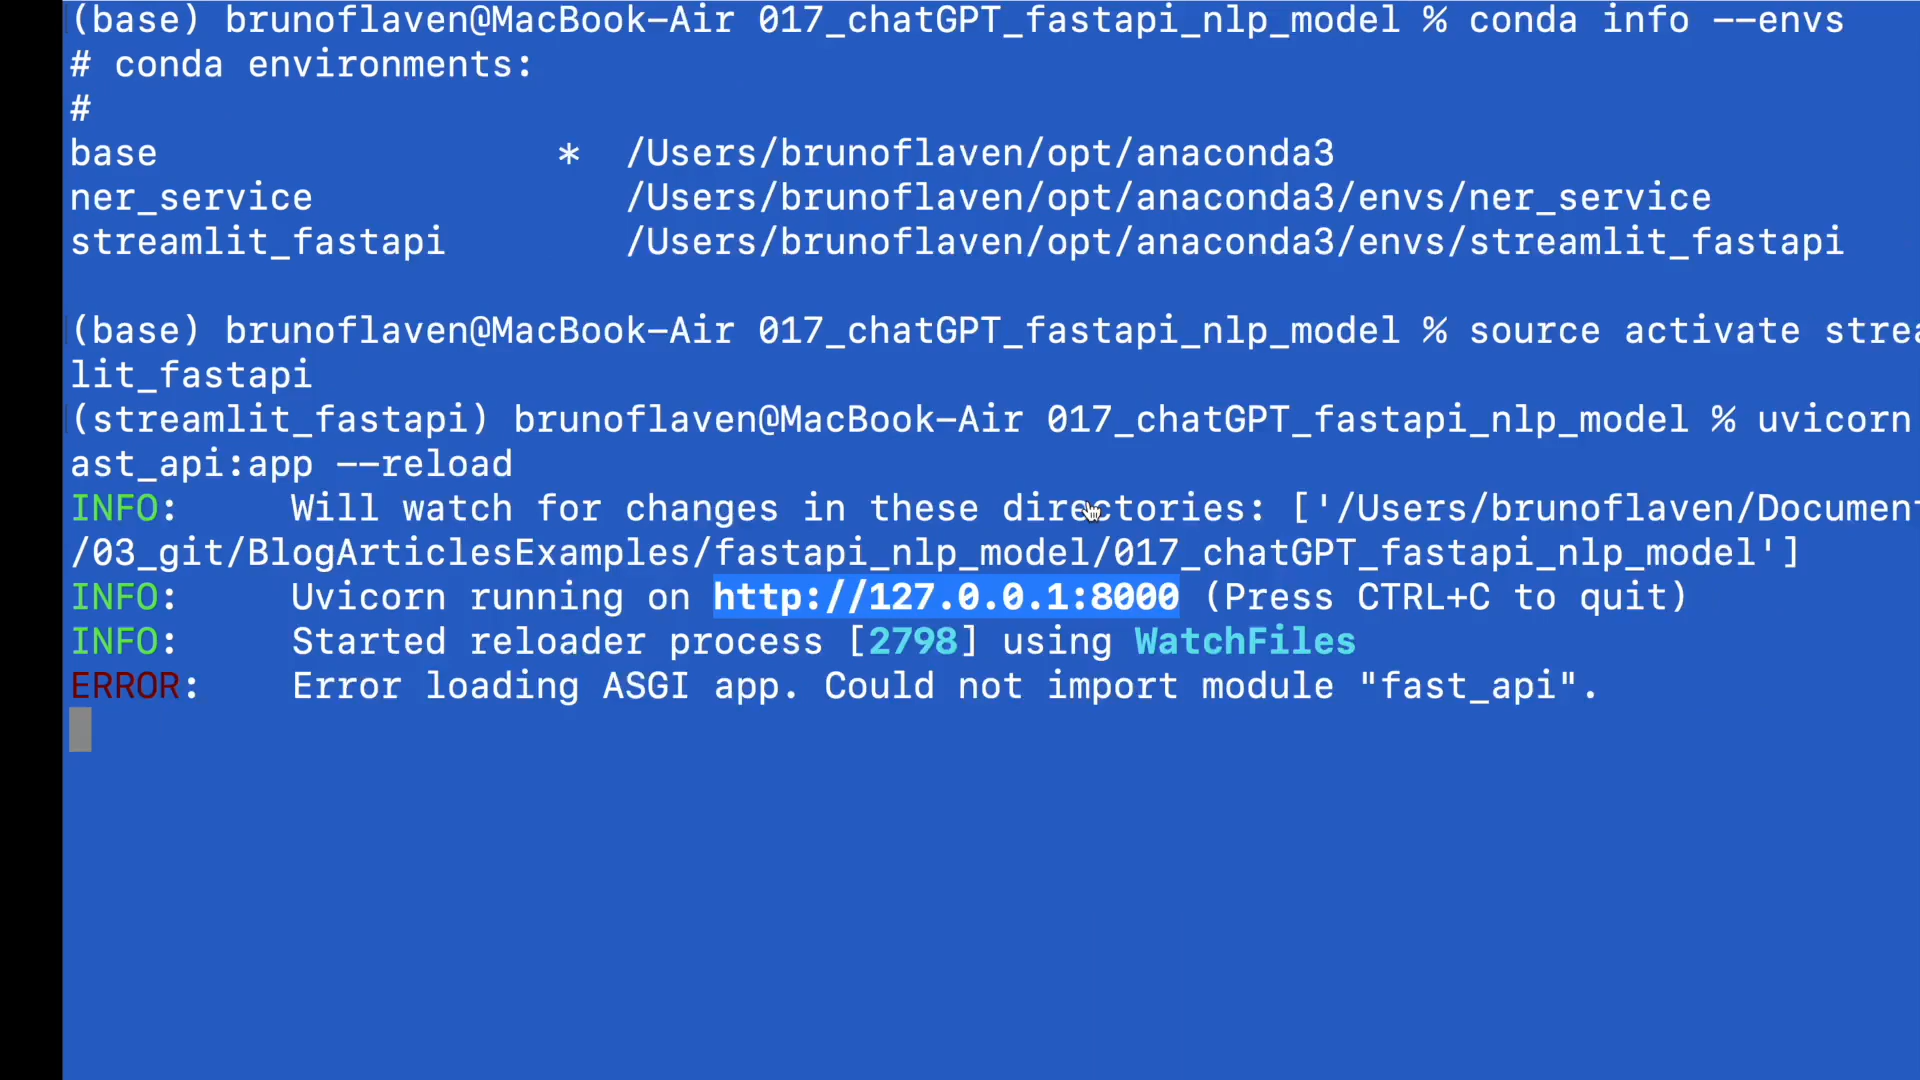 (base) brunoflaven@MacBook-Air 017_chatGPT_fastapi_nlp_model % conda info --envs
# conda environments:
#
base                  *  /Users/brunoflaven/opt/anaconda3
ner_service              /Users/brunoflaven/opt/anaconda3/envs/ner_service
streamlit_fastapi        /Users/brunoflaven/opt/anaconda3/envs/streamlit_fastapi
(base) brunoflaven@MacBook-Air 017_chatGPT_fastapi_nlp_model % source activate strea
lit_fastapi
(streamlit_fastapi) brunoflaven@MacBook-Air 017_chatGPT_fastapi_nlp_model % uvicorn
ast_api:app --reload
INFO:     Will watch for changes in these directories: ['/Users/brunoflaven/Document
/03_git/BlogArticlesExamples/fastapi_nlp_model/017_chatGPT_fastapi_nlp_model']
INFO:     Uvicorn running on http://127.0.0.1:8000 (Press CTRL+C to quit)
INFO:     Started reloader process [2798] using WatchFiles
ERROR:    Error loading ASGI app. Could not import module "fast_api".